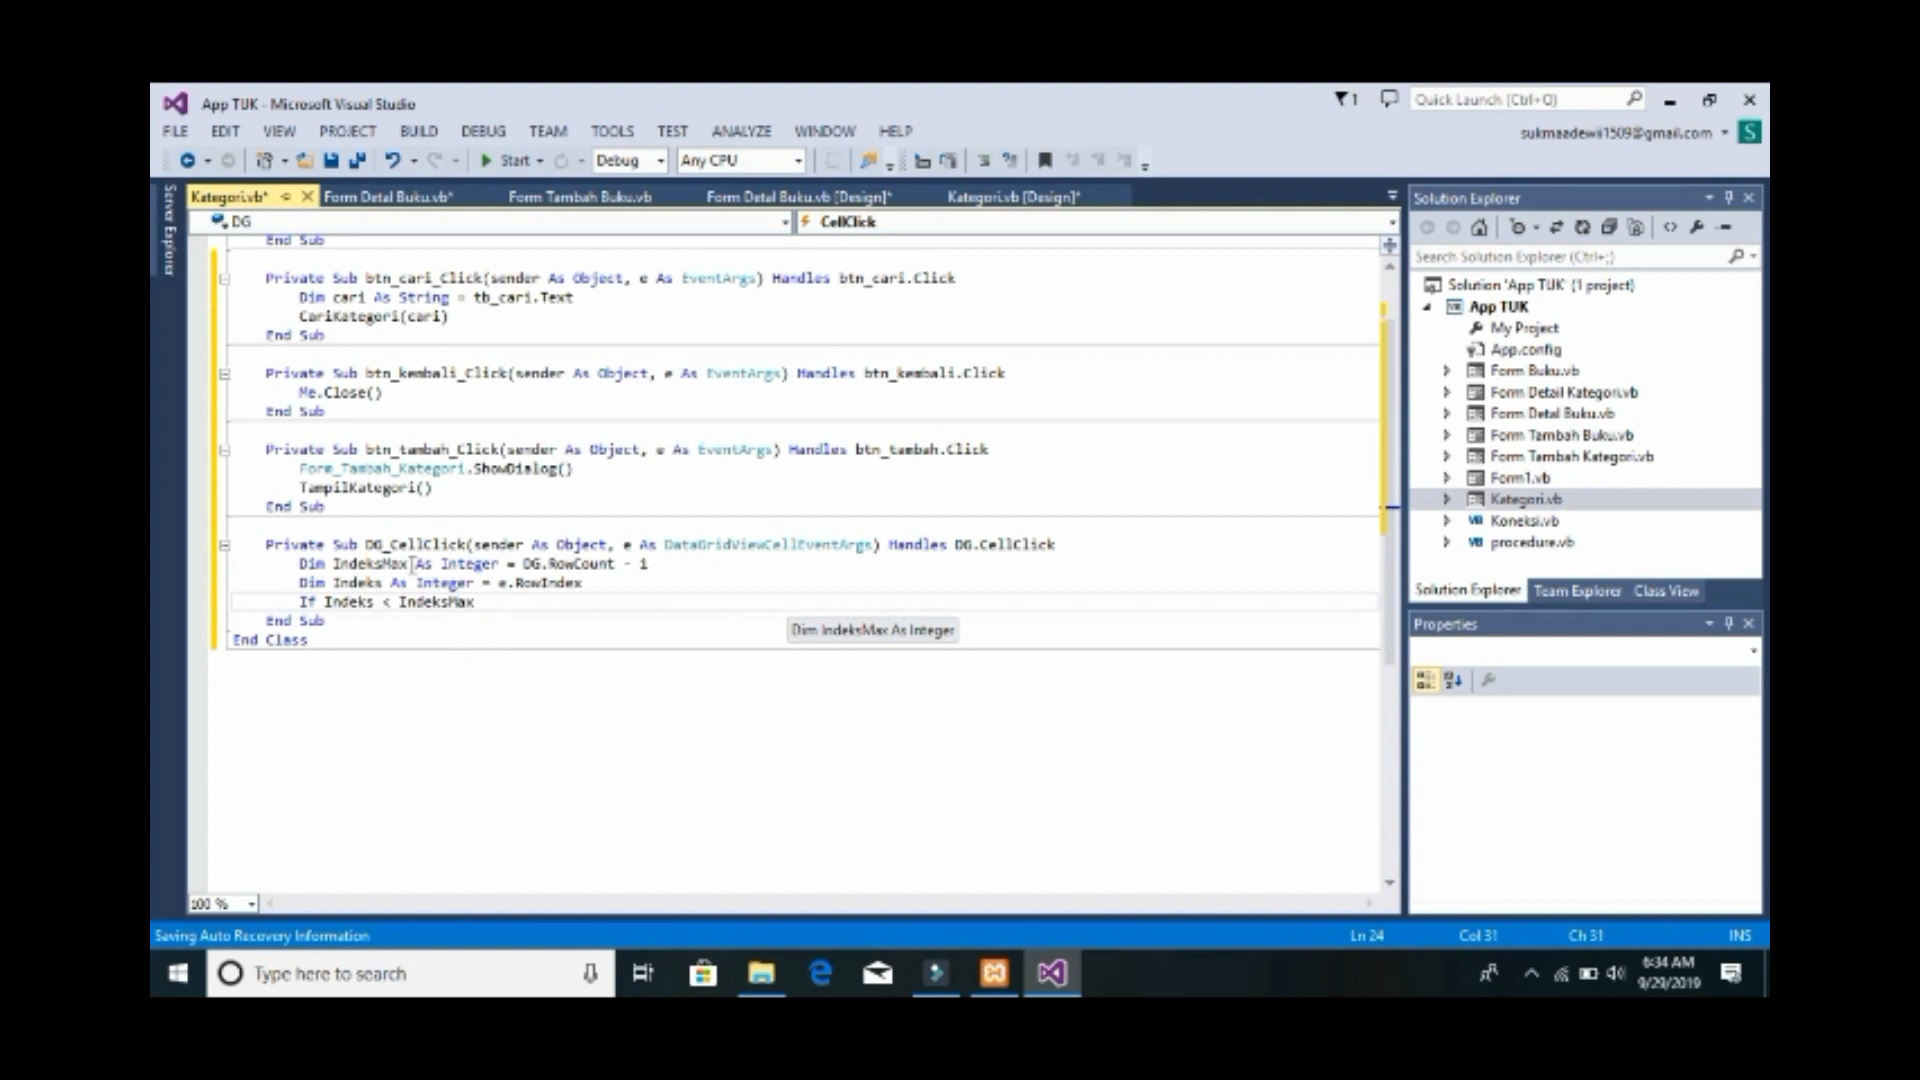 App TUK - Microsoft Visual Studio
1
Quick Launch (Ctrl+Q)
FILE EDIT VIEW PROJECT BUILD DEBUG TEAM TOOLS TEST ANALYZE WINDOW HELP
sukmaadewii1509@gmail.com S
Start Debug Any CPU
Server Explorer
Kategori.vb* Form Detal Buku.vb* Form Tambah Buku.vb Form Detal Buku.vb [Design]* Kategori.vb [Design]*
DG CellClick
End Sub
Private Sub btn_cari_Click(sender As Object, e As EventArgs) Handles btn_cari.Click
Dim cari As String = tb_cari.Text
CariKategori(cari)
End Sub
Private Sub btn_kembali_Click(sender As Object, e As EventArgs) Handles btn_kembali.Click
Me.Close()
End Sub
Private Sub btn_tambah_Click(sender As Object, e As EventArgs) Handles btn_tambah.Click
Form_Tambah_Kategori.ShowDialog()
TampilKategori()
End Sub
Private Sub DG_CellClick(sender As Object, e As DataGridViewCellEventArgs) Handles DG.CellClick
Dim IndeksMax As Integer = DG.RowCount - 1
Dim Indeks As Integer = e.RowIndex
If Indeks < IndeksMax
End Sub
Dim IndeksMax As Integer
End Class
100 %
Solution Explorer
Search Solution Explorer (Ctrl+;)
Solution 'App TUK' (1 project)
App TUK
My Project
App.config
Form Buku.vb
Form Detail Kategori.vb
Form Detal Buku.vb
Form Tambah Buku.vb
Form Tambah Kategori.vb
Form1.vb
Kategori.vb
VB Koneksi.vb
VB procedure.vb
Solution Explorer Team Explorer Class View
Properties
Saving Auto Recovery Information
Ln 24 Col 31 Ch 31 INS
Type here to search
6:34 AM
9/29/2019